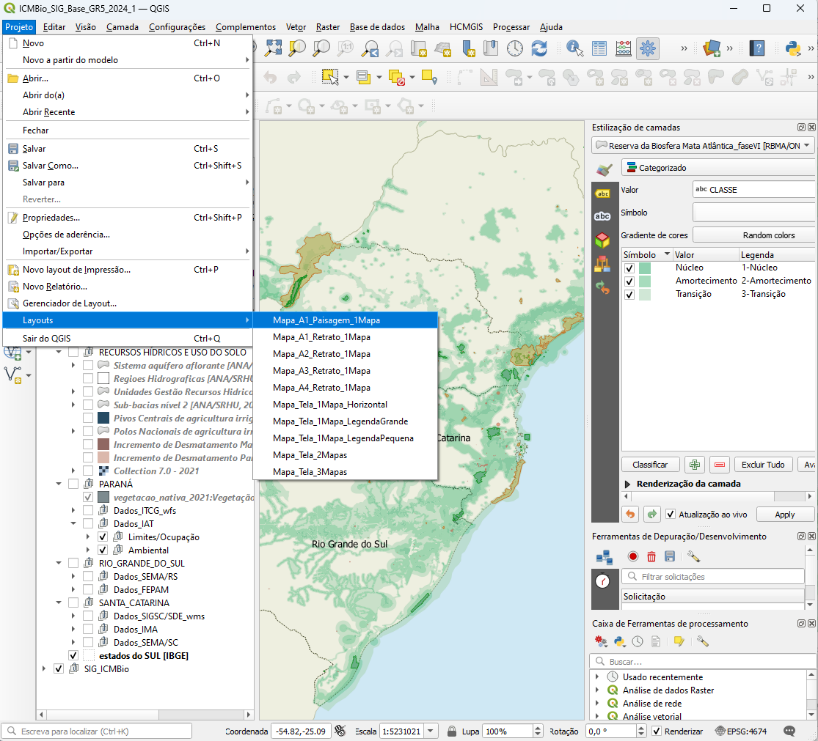 ICMBio_SIG_Base_GR5_2024_1 — QGIS
Projeto Editar Visão Camada Configurações Complementos Vetor Raster Base de dados Malha HCMGIS Processar Ajuda
Novo Ctrl+N
Novo a partir do modelo
Abrir... Ctrl+O
Abrir do(a)
Abrir Recente
Fechar
Salvar Ctrl+S
Salvar Como... Ctrl+Shift+S
Salvar para
Reverter...
Propriedades... Ctrl+Shift+P
Opções de aderência...
Importar/Exportar
Novo layout de Impressão... Ctrl+P
Novo Relatório...
Gerenciador de Layout...
Layouts
Sair do QGIS Ctrl+Q
Mapa_A1_Paisagem_1Mapa
Mapa_A1_Retrato_1Mapa
Mapa_A2_Retrato_1Mapa
Mapa_A3_Retrato_1Mapa
Mapa_A4_Retrato_1Mapa
Mapa_Tela_1Mapa_Horizontal
Mapa_Tela_1Mapa_LegendaGrande
Mapa_Tela_1Mapa_LegendaPequena
Mapa_Tela_2Mapas
Mapa_Tela_3Mapas
RECURSOS HÍDRICOS E USO DO SOLO
Sistema aquífero aflorante (ANA/
Regioes Hidrograficas [ANA/SRHU,
Unidades Gestão Recursos Hídrico
Sub-bacias nível 2 [ANA/SRHU, 20
Pivos Centrais de agricultura irrig
Polos Nacionais de agricultura irri
Incremento de Desmatamento Ma
Incremento de Desmatamento Pa
Collection 7.0 - 2021
PARANÁ
vegetacao_nativa_2021:Vegetação
Dados_ITCG_wfs
Dados_IAT
Limites/Ocupação
Ambiental
RIO_GRANDE_DO_SUL
Dados_SEMA/RS
Dados_FEPAM
SANTA_CATARINA
Dados_SIGSC/SDE_wms
Dados_IMA
Dados_SEMA/SC
estados do SUL [IBGE]
SIG_ICMBio
Catarina
Rio Grande do Sul
Estilização de camadas
Reserva da Biosfera Mata Atlântica_faseVI [RBMA/ON
Categorizado
Valor abc CLASSE
Símbolo
Gradiente de cores Random colors
Símbolo Valor Legenda
Núcleo 1-Núcleo
Amortecimento 2-Amortecimento
Transição 3-Transição
Classificar Excluir Tudo Ava
Renderização da camada
Atualização ao vivo Apply
Ferramentas de Depuração/Desenvolvimento
Filtrar solicitações
Solicitação
Caixa de Ferramentas de processamento
Buscar...
Usado recentemente
Análise de dados Raster
Análise de rede
Análise vetorial
Escreva para localizar (Ctrl+K) Coordenada -54.82,-25.09 Escala 1:5231021 Lupa 100% Rotação 0,0 ° Renderizar EPSG:4674